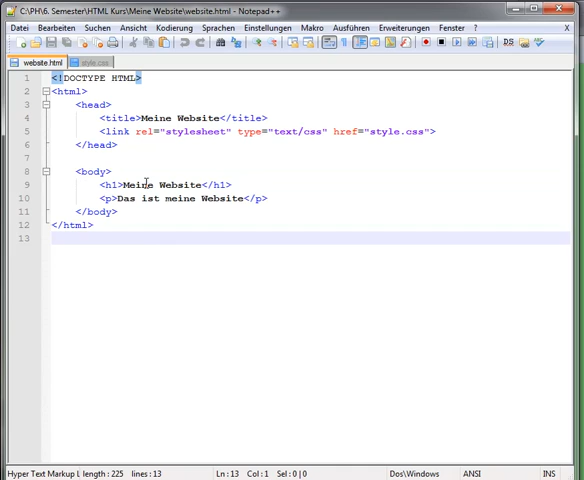 C:\PH\6. Semester\HTML Kurs\Meine Website\website.html - Notepad++
Datei Bearbeiten Suchen Ansicht Kodierung Sprachen Einstellungen Makro Ausführen Erweiterungen Fenster ?
X
website.html style.css
1 <!DOCTYPE HTML>
2 <html>
3 <head>
4 <title>Meine Website</title>
5 <link rel="stylesheet" type="text/css" href="style.css">
6 </head>
7
8 <body>
9 <h1>Meine Website</h1>
10 <p>Das ist meine Website</p>
11 </body>
12 </html>
13
Hyper Text Markup L length : 225 lines : 13 Ln : 13 Col : 1 Sel : 0 | 0 Dos\Windows ANSI INS